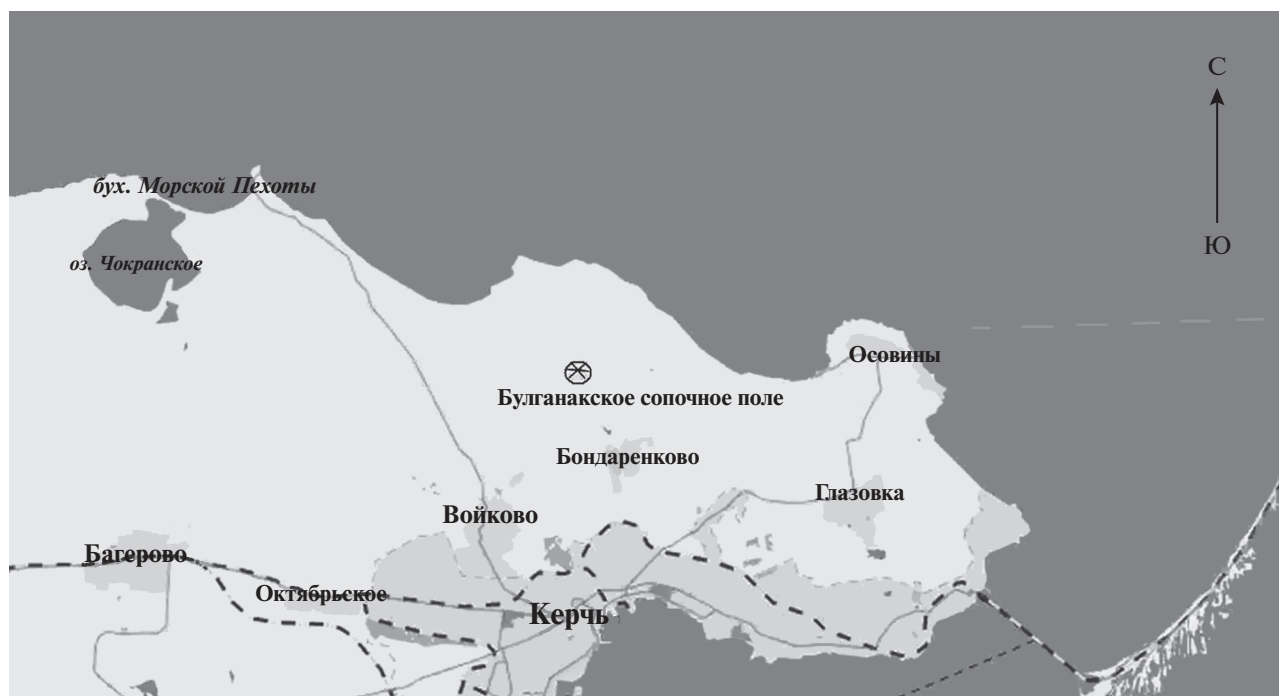 С
бух. Морской Пехоты
Ю
оз. Чокранское
Осовины
Булганакское сопочное поле
Бондаренково
Глазовка
Войково
Багерово
Октябрьское
Керчь